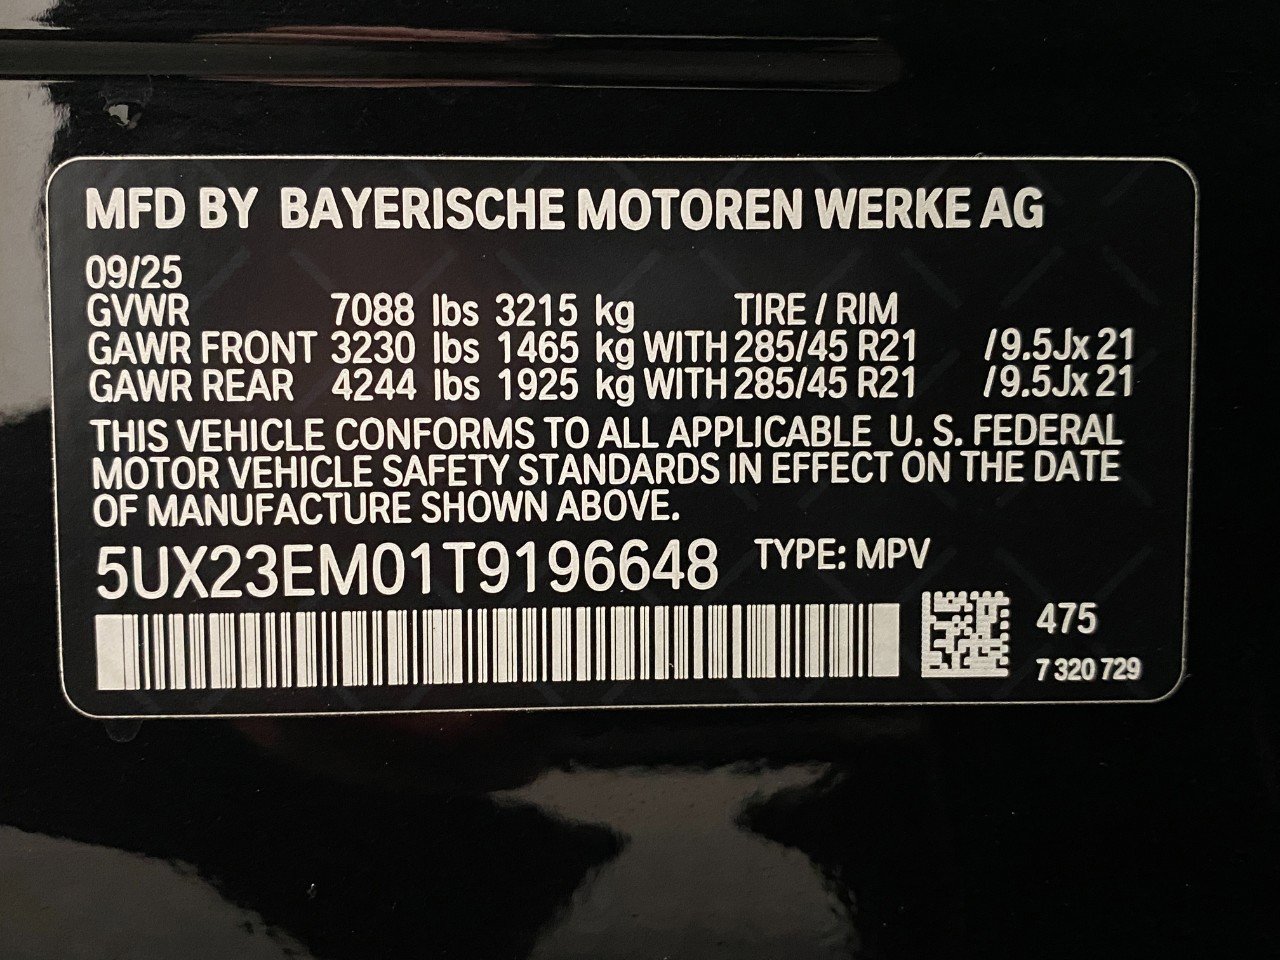 MFD BY BAYERISCHE MOTOREN WERKE AG
09/25
GVWR 7088 lbs 3215 kg TIRE / RIM
GAWR FRONT 3230 lbs 1465 kg WITH 285/45 R21 /9.5Jx 21
GAWR REAR 4244 lbs 1925 kg WITH 285/45 R21 /9.5Jx 21
THIS VEHICLE CONFORMS TO ALL APPLICABLE U. S. FEDERAL
MOTOR VEHICLE SAFETY STANDARDS IN EFFECT ON THE DATE
OF MANUFACTURE SHOWN ABOVE.
5UX23EM01T9196648 TYPE: MPV
475
7 320 729